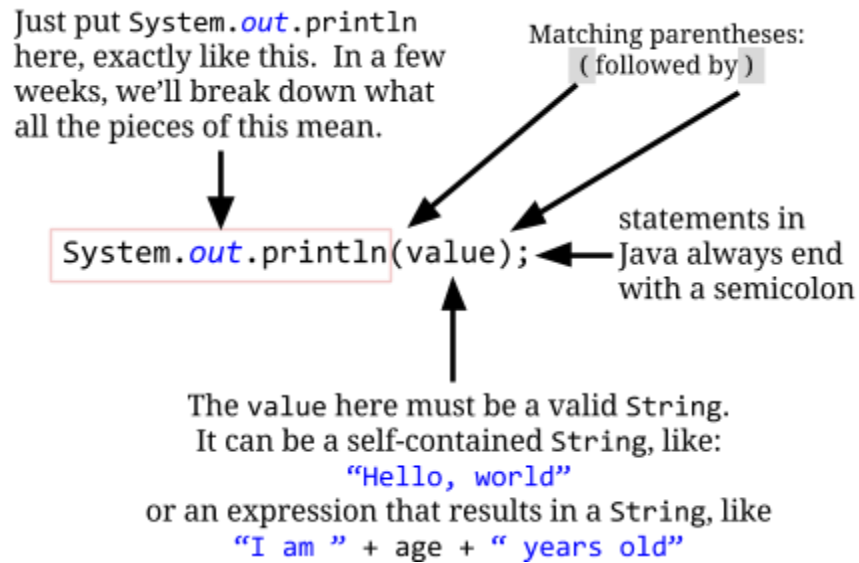 Just put System.out.println
here, exactly like this. In a few
weeks, we’ll break down what
all the pieces of this mean.
Matching parentheses:
( followed by )
System.out.println(value);
statements in
Java always end
with a semicolon
The value here must be a valid String.
It can be a self-contained String, like:
“Hello, world”
or an expression that results in a String, like
“I am ” + age + “ years old”